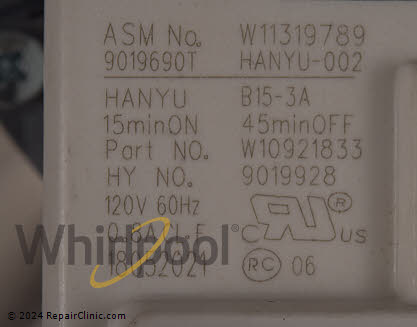 ASM No. W11319789
9019690T HANYU-002
HANYU B15-3A
15minON 45minOFF
Part NO. W10921833
HY NO. 9019928
120V 60Hz
Whirlpool
C US ®
RC 06
© 2024 RepairClinic.com